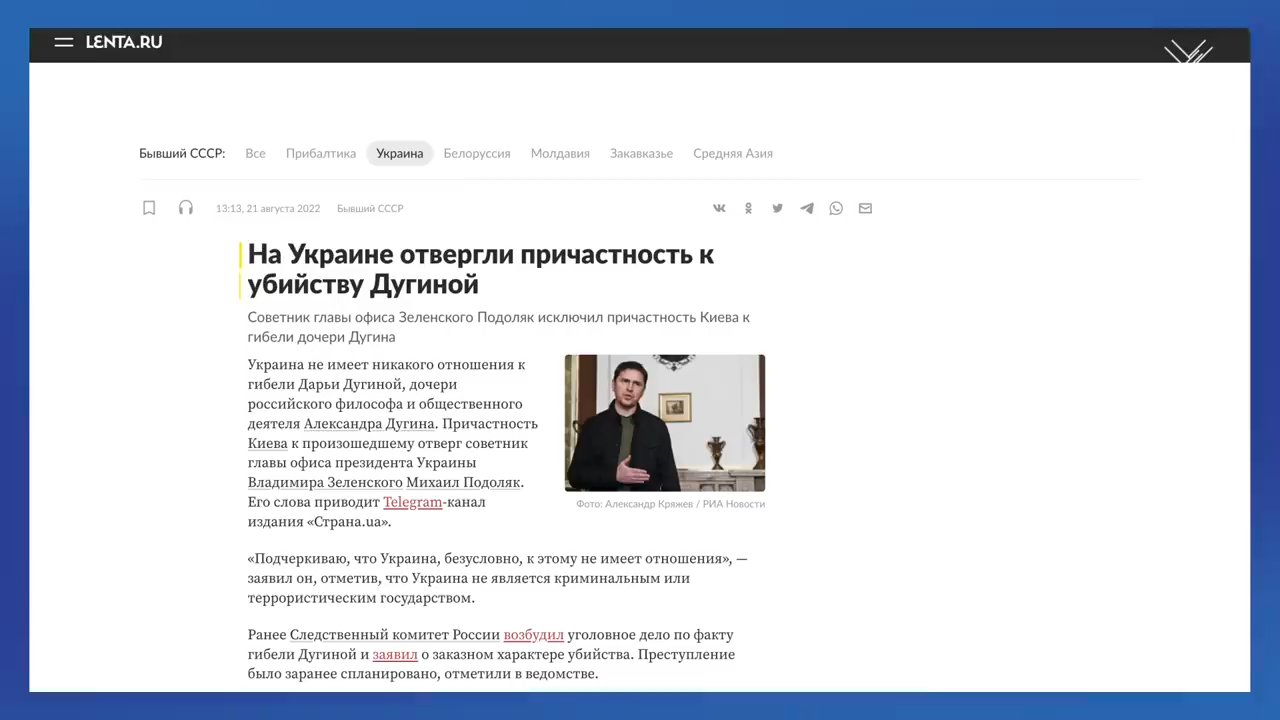 LENTA.RU
Бывший СССР: Все Прибалтика Украина Белоруссия Молдавия Закавказье Средняя Азия
13:13, 21 августа 2022 Бывший СССР
На Украине отвергли причастность к
убийству Дугиной
Советник главы офиса Зеленского Подоляк исключил причастность Киева к
гибели дочери Дугина
Украина не имеет никакого отношения к
гибели Дарьи Дугиной, дочери
российского философа и общественного
деятеля Александра Дугина. Причастность
Киева к произошедшему отверг советник
главы офиса президента Украины
Владимира Зеленского Михаил Подоляк.
Его слова приводит Telegram-канал
издания «Страна.ua».
Фото: Александр Кряжев / РИА Новости
«Подчеркиваю, что Украина, безусловно, к этому не имеет отношения», —
заявил он, отметив, что Украина не является криминальным или
террористическим государством.
Ранее Следственный комитет России возбудил уголовное дело по факту
гибели Дугиной и заявил о заказном характере убийства. Преступление
было заранее спланировано, отметили в ведомстве.